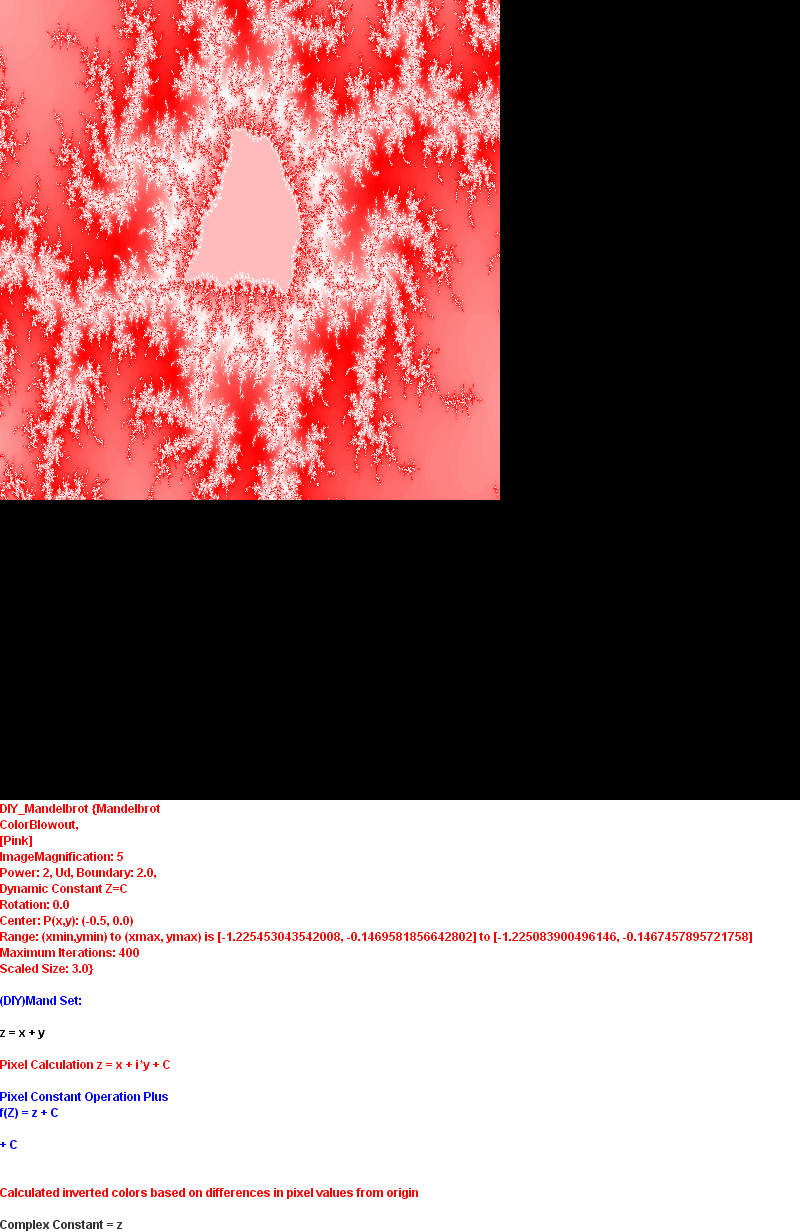 DIY_Mandelbrot {Mandelbrot
ColorBlowout,
[Pink]
ImageMagnification: 5
Power: 2, Ud, Boundary: 2.0,
Dynamic Constant Z=C
Rotation: 0.0
Center: P(x,y): (-0.5, 0.0)
Range: (xmin,ymin) to (xmax, ymax) is [-1.225453043542008, -0.1469581856642802] to [-1.225083900496146, -0.1467457895721758]
Maximum Iterations: 400
Scaled Size: 3.0}
(DIY)Mand Set:
z = x + y
Pixel Calculation z = x + i*y + C
Pixel Constant Operation Plus
f(Z) = z + C
+ C
Calculated inverted colors based on differences in pixel values from origin
Complex Constant = z